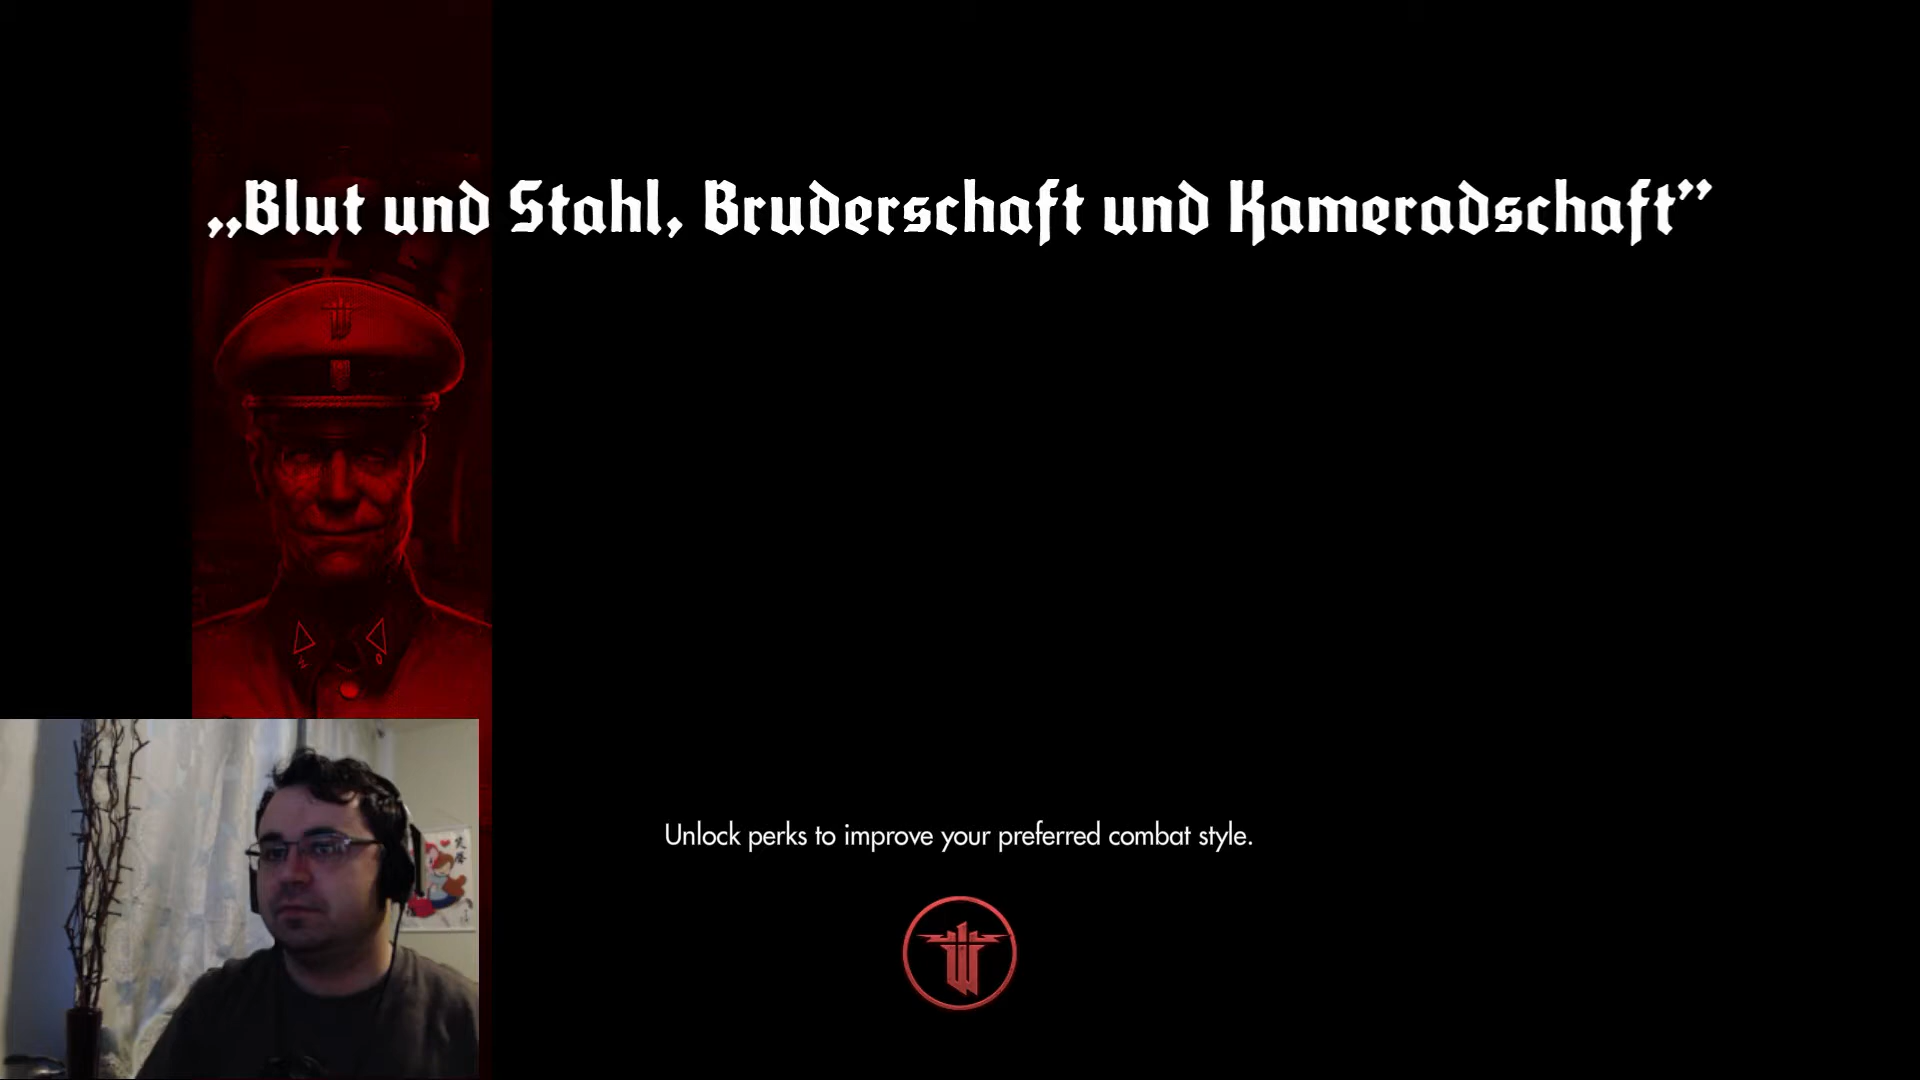 „Blut und Stahl, Bruderschaft und Kameradschaft”
Unlock perks to improve your preferred combat style.